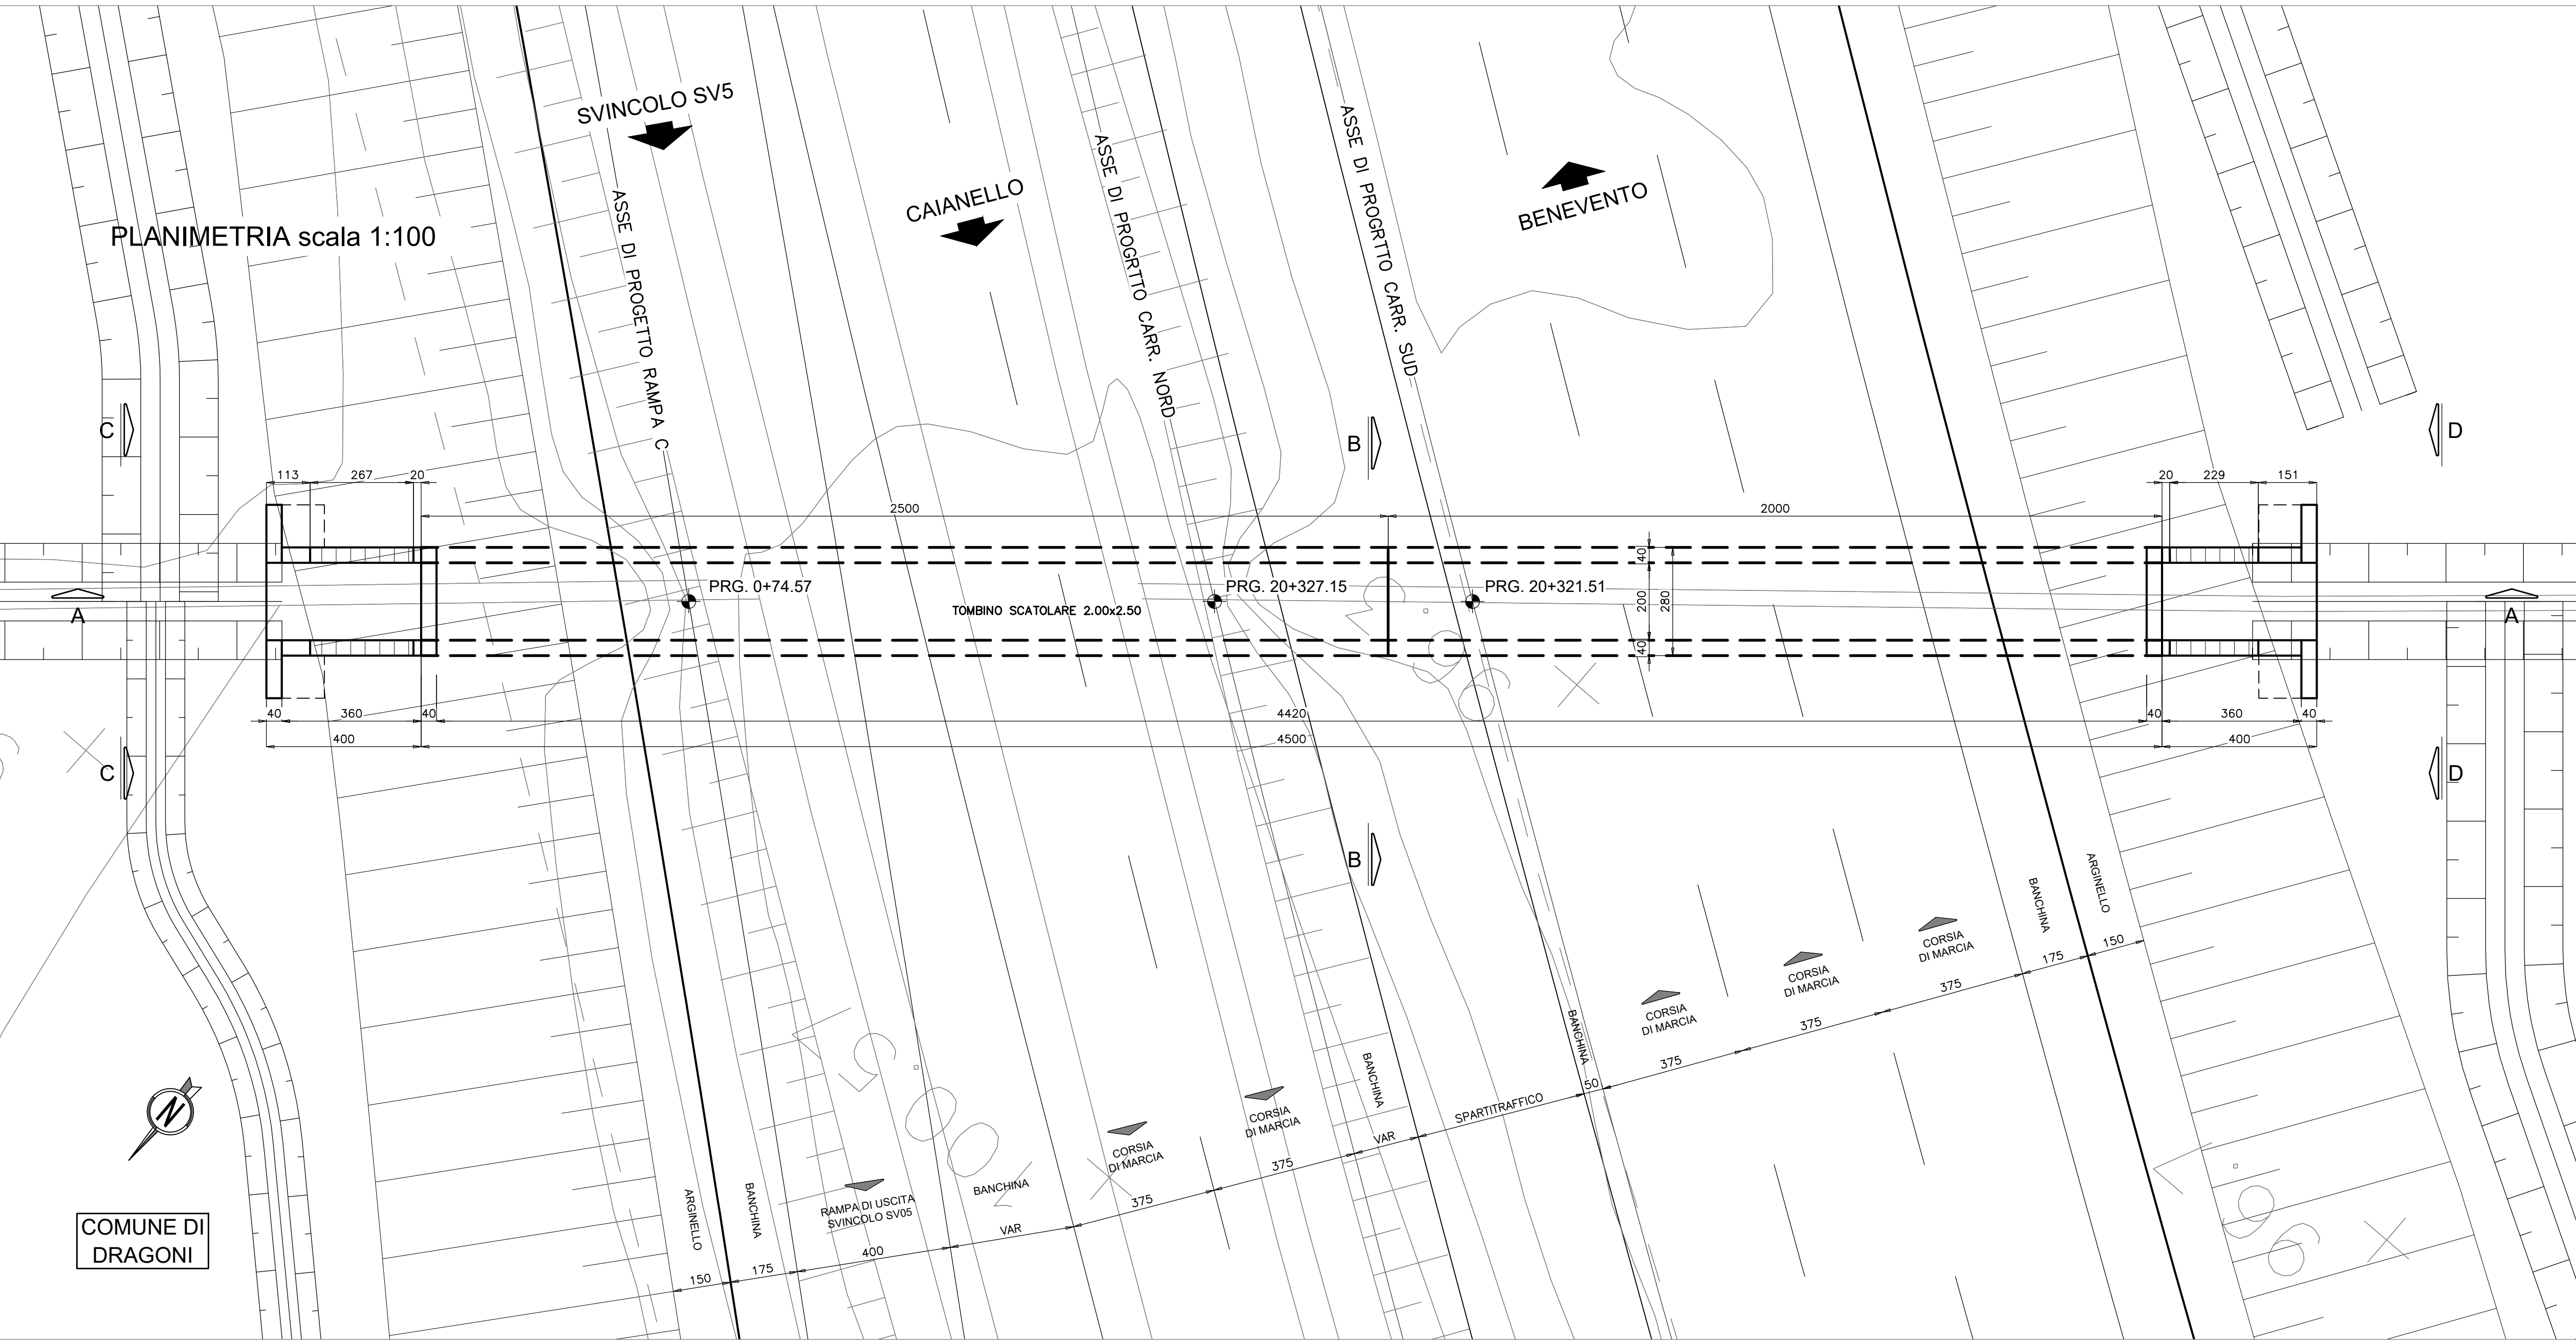 SVINCOLO SV5
CAIANELLO
BENEVENTO
PLANIMETRIA scala 1:100
ASSE DI PROGETTO RAMPA C
ASSE DI PROGRTTO CARR. NORD
ASSE DI PROGRTTO CARR. SUD
C
B
D
113
267
20
2500
2000
20
229
151
PRG. 0+74.57
PRG. 20+327.15
PRG. 20+321.51
TOMBINO SCATOLARE 2.00x2.50
40
200
280
40
A
A
40
360
40
4420
40
360
40
400
4500
400
C
B
D
ARGINELLO
BANCHINA
RAMPA DI USCITA
SVINCOLO SV05
BANCHINA
CORSIA
DI MARCIA
CORSIA
DI MARCIA
BANCHINA
BANCHINA
CORSIA
DI MARCIA
CORSIA
DI MARCIA
CORSIA
DI MARCIA
BANCHINA
ARGINELLO
150
175
400
VAR
375
375
VAR
SPARTITRAFFICO
50
375
375
375
175
150
N
COMUNE DI
DRAGONI